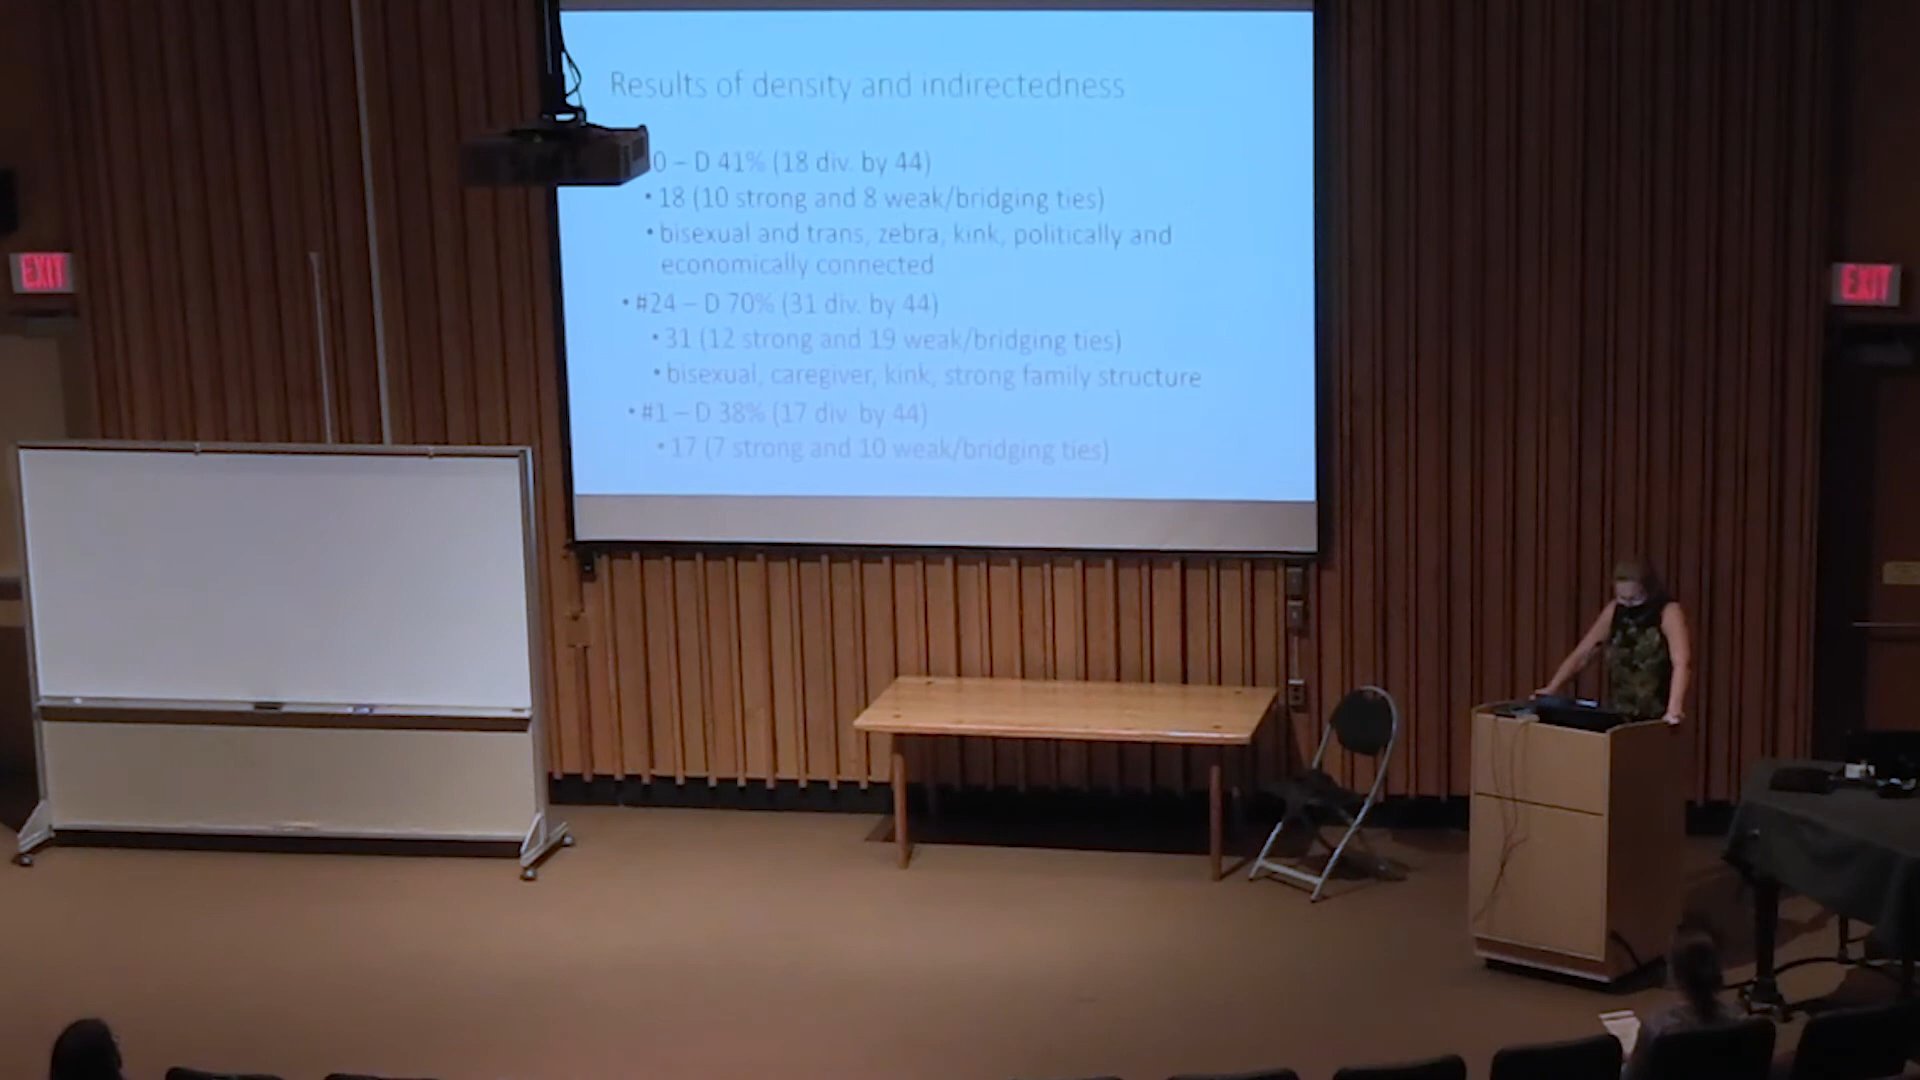 Results of density and indirectedness
0 – D 41% (18 div. by 44)
• 18 (10 strong and 8 weak/bridging ties)
• bisexual and trans, zebra, kink, politically and
economically connected
• #24 – D 70% (31 div. by 44)
• 31 (12 strong and 19 weak/bridging ties)
• bisexual, caregiver, kink, strong family structure
• #1 – D 38% (17 div. by 44)
• 17 (7 strong and 10 weak/bridging ties)
EXIT
EXIT